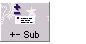 +- Sub